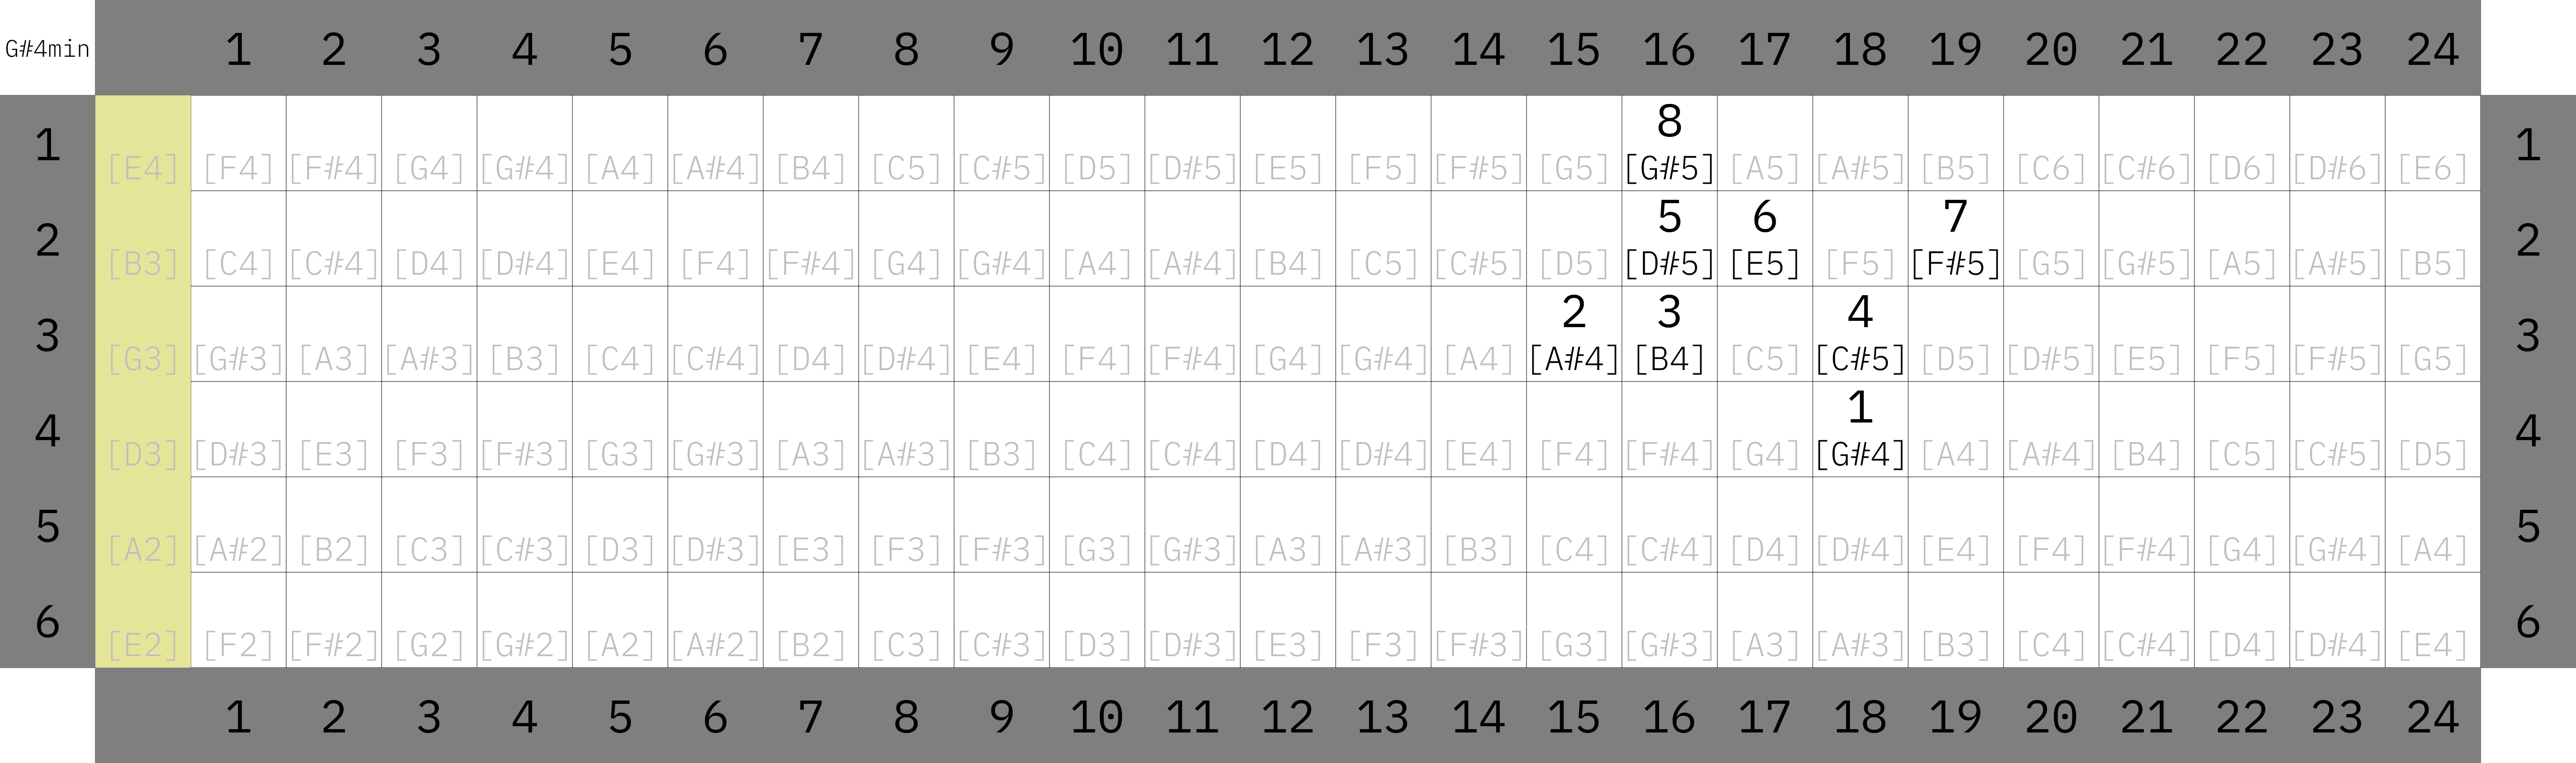 G#4min 1 2 3 4 5 6 7 8 9 10 11 12 13 14 15 16 17 18 19 20 21 22 23 24
8
1 [E4] [F4] [F#4] [G4] [G#4] [A4] [A#4] [B4] [C5] [C#5] [D5] [D#5] [E5] [F5] [F#5] [G5] [G#5] [A5] [A#5] [B5] [C6] [C#6] [D6] [D#6] [E6] 1
5 6 7
2 [B3] [C4] [C#4] [D4] [D#4] [E4] [F4] [F#4] [G4] [G#4] [A4] [A#4] [B4] [C5] [C#5] [D5] [D#5] [E5] [F5] [F#5] [G5] [G#5] [A5] [A#5] [B5] 2
2 3 4
3 [G3] [G#3] [A3] [A#3] [B3] [C4] [C#4] [D4] [D#4] [E4] [F4] [F#4] [G4] [G#4] [A4] [A#4] [B4] [C5] [C#5] [D5] [D#5] [E5] [F5] [F#5] [G5] 3
1
4 [D3] [D#3] [E3] [F3] [F#3] [G3] [G#3] [A3] [A#3] [B3] [C4] [C#4] [D4] [D#4] [E4] [F4] [F#4] [G4] [G#4] [A4] [A#4] [B4] [C5] [C#5] [D5] 4
5 [A2] [A#2] [B2] [C3] [C#3] [D3] [D#3] [E3] [F3] [F#3] [G3] [G#3] [A3] [A#3] [B3] [C4] [C#4] [D4] [D#4] [E4] [F4] [F#4] [G4] [G#4] [A4] 5
6 [E2] [F2] [F#2] [G2] [G#2] [A2] [A#2] [B2] [C3] [C#3] [D3] [D#3] [E3] [F3] [F#3] [G3] [G#3] [A3] [A#3] [B3] [C4] [C#4] [D4] [D#4] [E4] 6
1 2 3 4 5 6 7 8 9 10 11 12 13 14 15 16 17 18 19 20 21 22 23 24